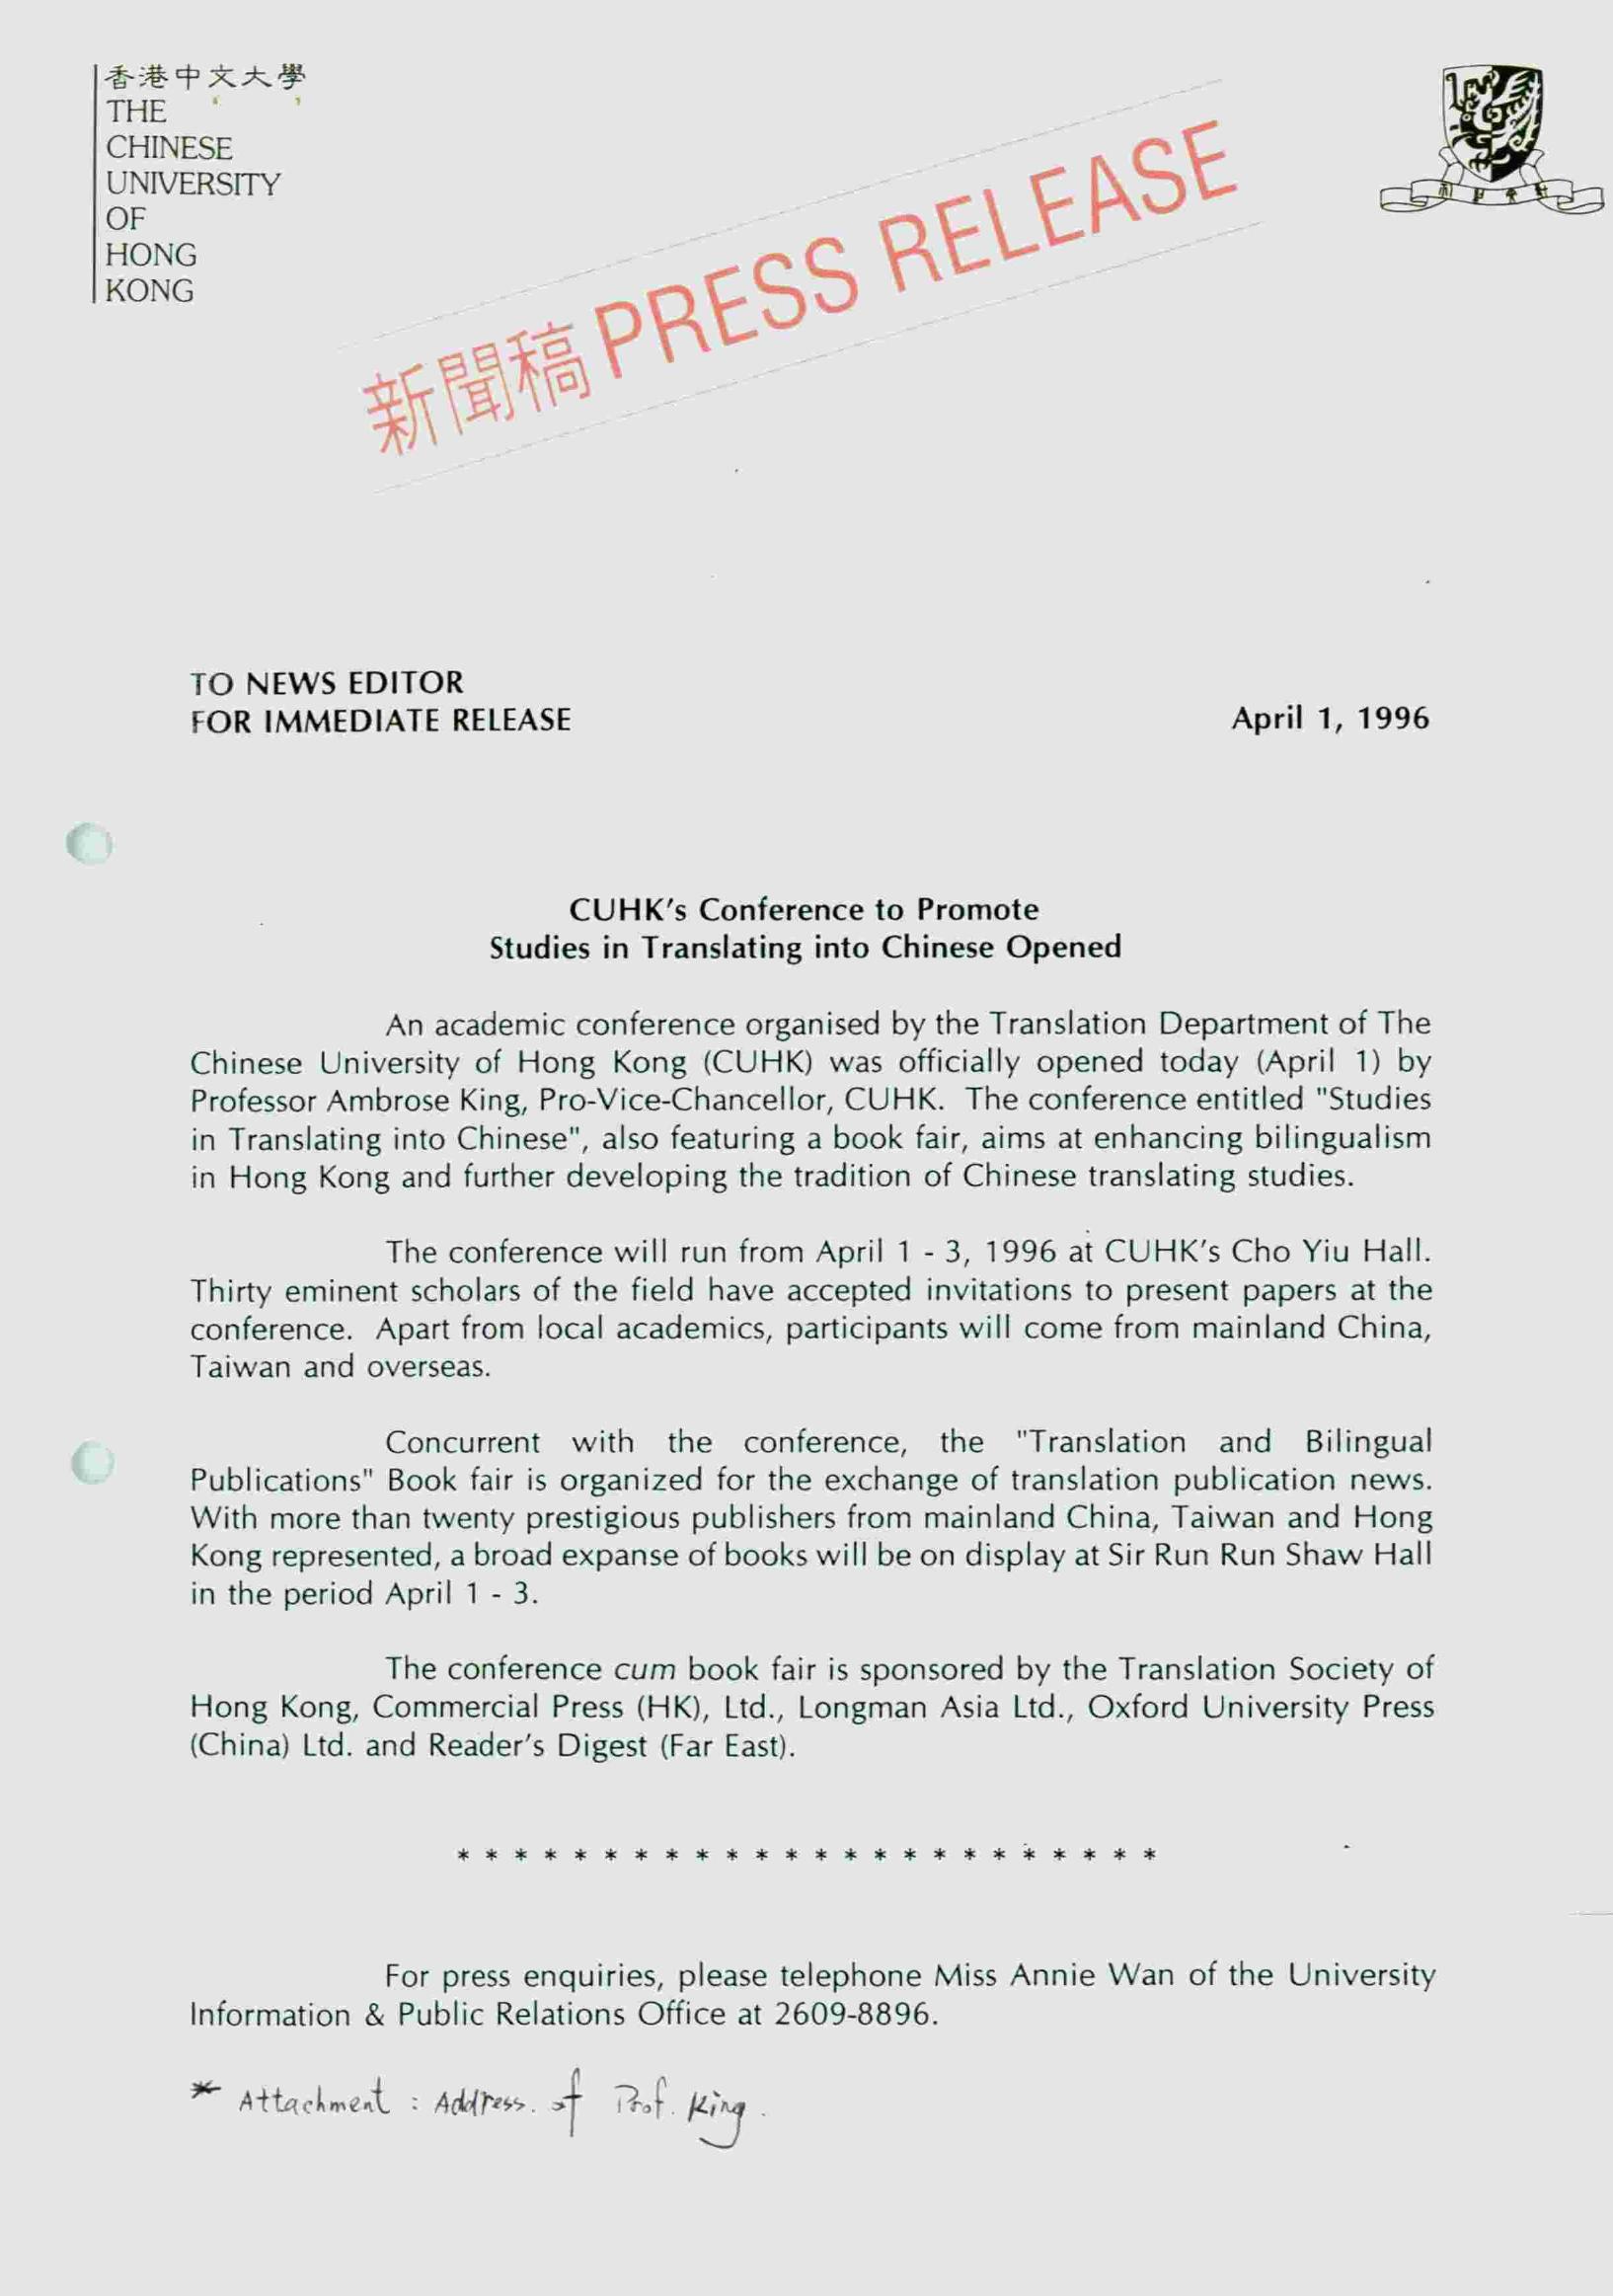 香港中文大學
THE
CHINESE
UNIVERSITY
OF
HONG
KONG
新聞稿 PRESS RELEASE
TO NEWS EDITOR
FOR IMMEDIATE RELEASE April 1, 1996
CUHK's Conference to Promote
Studies in Translating into Chinese Opened
An academic conference organised by the Translation Department of The
Chinese University of Hong Kong (CUHK) was officially opened today (April 1) by
Professor Ambrose King, Pro-Vice-Chancellor, CUHK. The conference entitled "Studies
in Translating into Chinese", also featuring a book fair, aims at enhancing bilingualism
in Hong Kong and further developing the tradition of Chinese translating studies.
The conference will run from April 1 - 3, 1996 at CUHK's Cho Yiu Hall.
Thirty eminent scholars of the field have accepted invitations to present papers at the
conference. Apart from local academics, participants will come from mainland China,
Taiwan and overseas.
Concurrent with the conference, the "Translation and Bilingual
Publications" Book fair is organized for the exchange of translation publication news.
With more than twenty prestigious publishers from mainland China, Taiwan and Hong
Kong represented, a broad expanse of books will be on display at Sir Run Run Shaw Hall
in the period April 1 - 3.
The conference cum book fair is sponsored by the Translation Society of
Hong Kong, Commercial Press (HK), Ltd., Longman Asia Ltd., Oxford University Press
(China) Ltd. and Reader's Digest (Far East).
* * * * * * * * * * * * * * * * * * * * * * * *
For press enquiries, please telephone Miss Annie Wan of the University
Information & Public Relations Office at 2609-8896.
* Attachment : Address. of Prof. King.